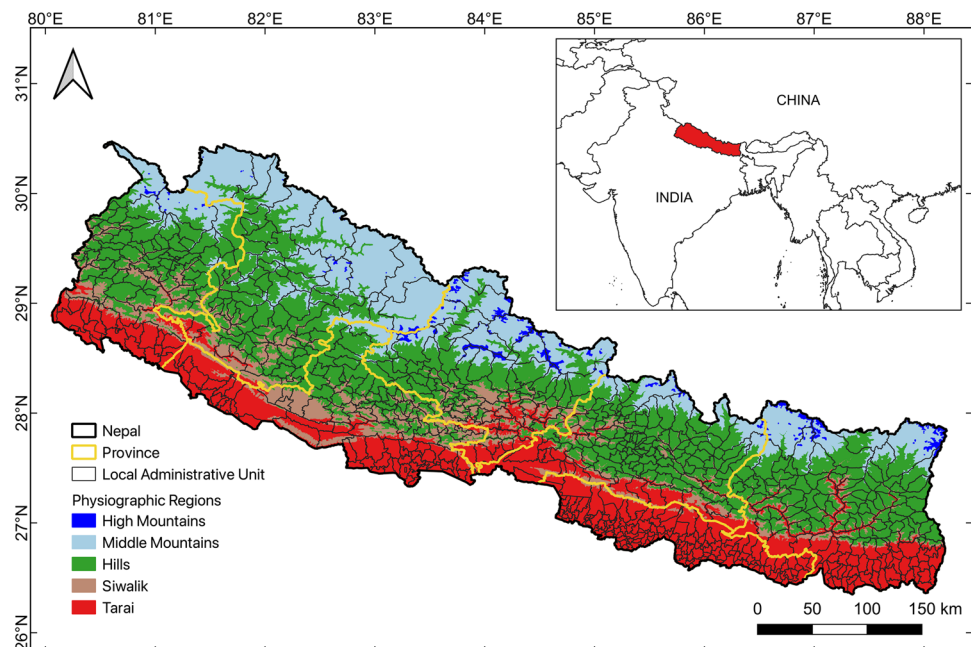 80°E 81°E 82°E 83°E 84°E 85°E 86°E 87°E 88°E
31°N
30°N
29°N
28°N
27°N
26°N
CHINA
INDIA
Nepal
Province
Local Administrative Unit
Physiographic Regions
High Mountains
Middle Mountains
Hills
Siwalik
Tarai
0 50 100 150 km